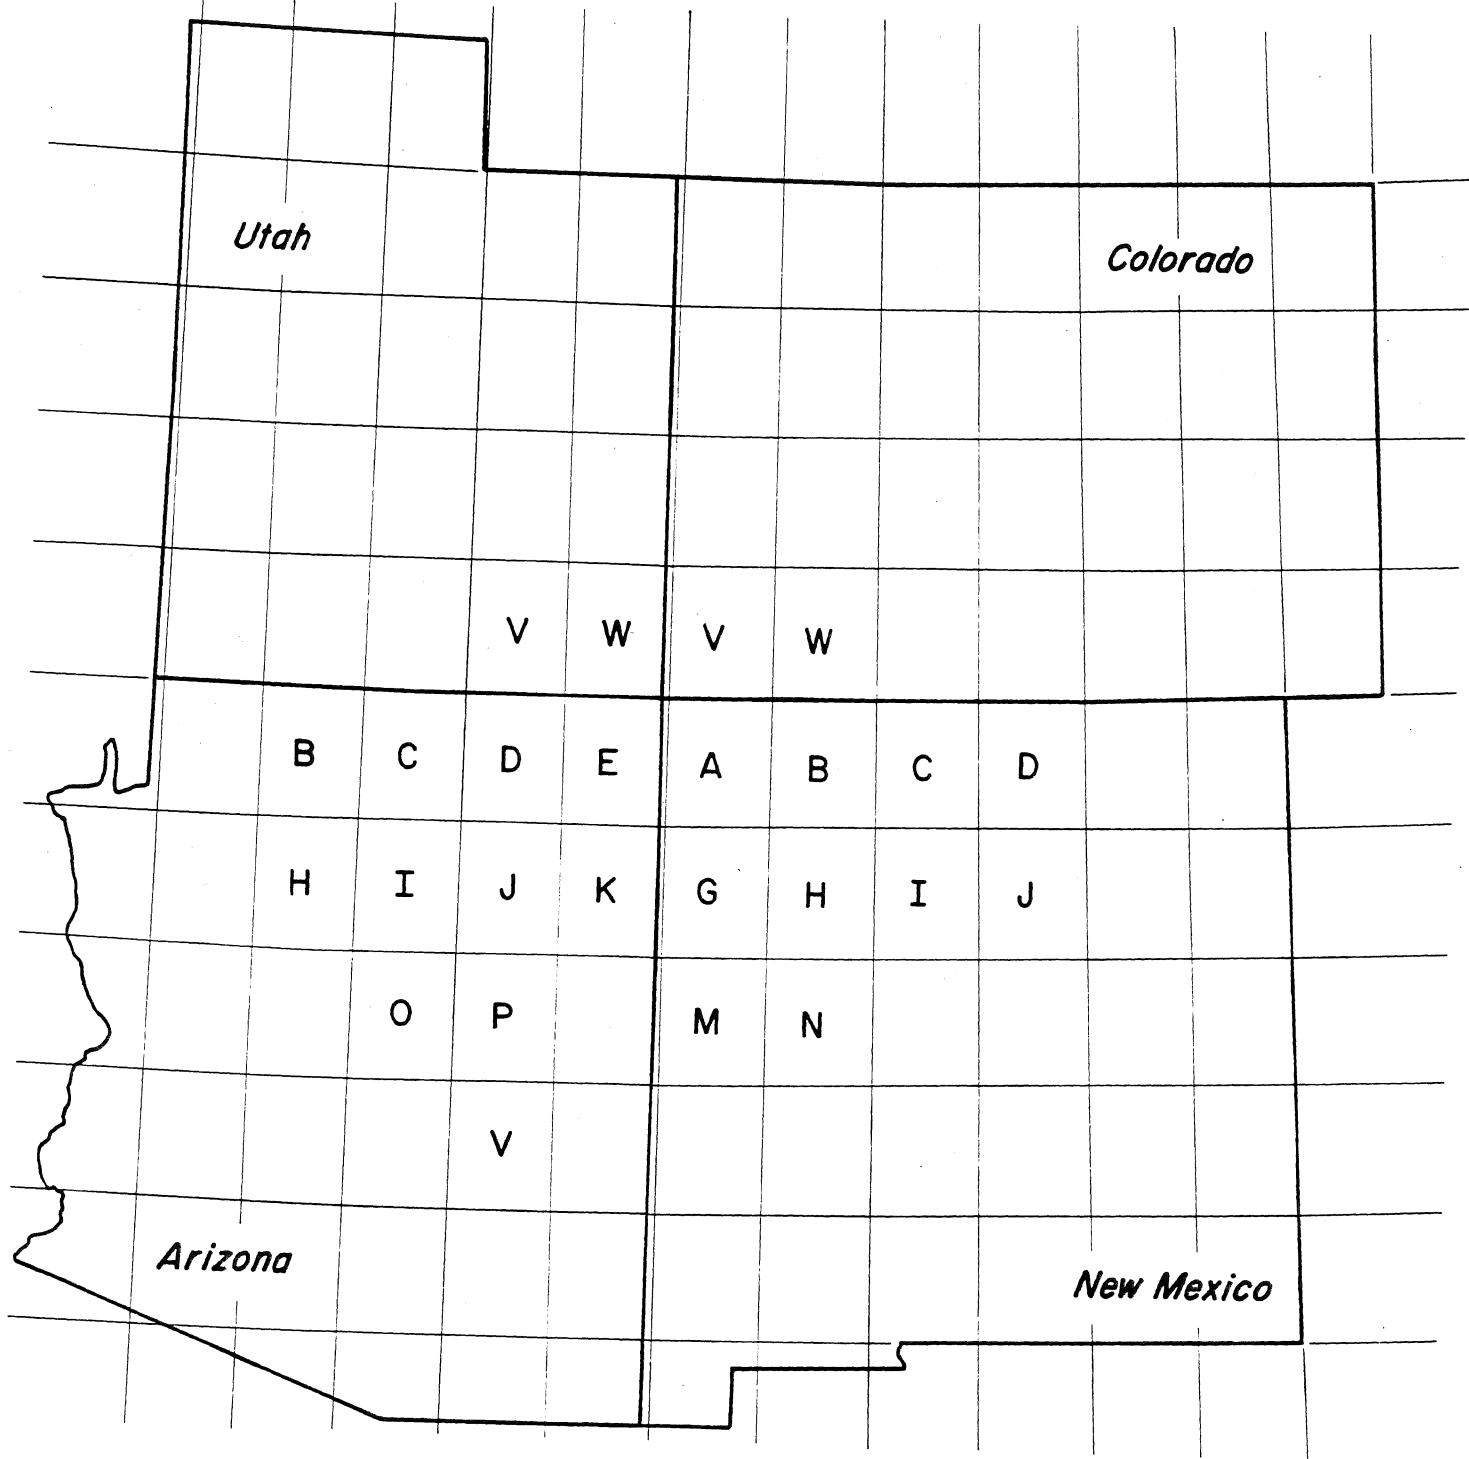 Utah
Colorado
V W V W
B C D E A B C D
H I J K G H I J
O P M N
V
Arizona
New Mexico